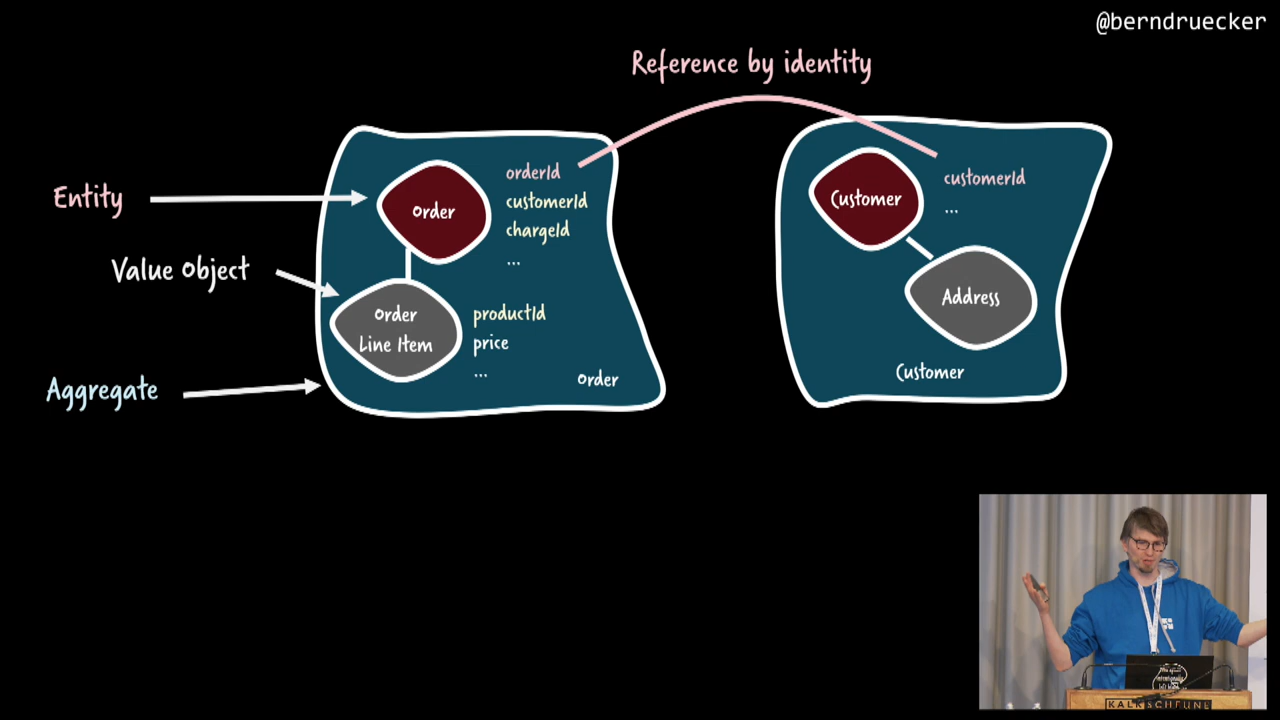 @berndruecker
Reference by identity
Entity
Value Object
Aggregate
Order
orderId
customerId
chargeId
...
Order
Line Item
productId
price
...
Order
Customer
customerId
...
Address
Customer
KALKSCHEUNE